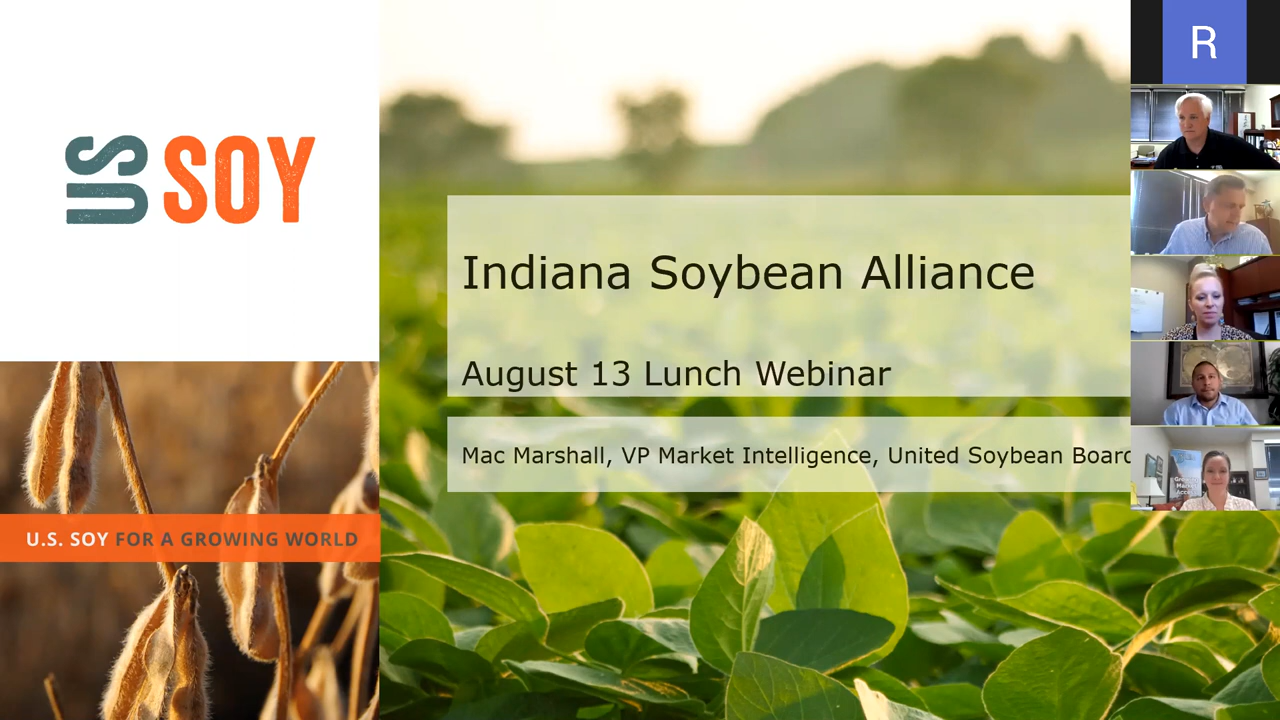 US SOY
U.S. SOY FOR A GROWING WORLD
Indiana Soybean Alliance
August 13 Lunch Webinar
Mac Marshall, VP Market Intelligence, United Soybean Board
R